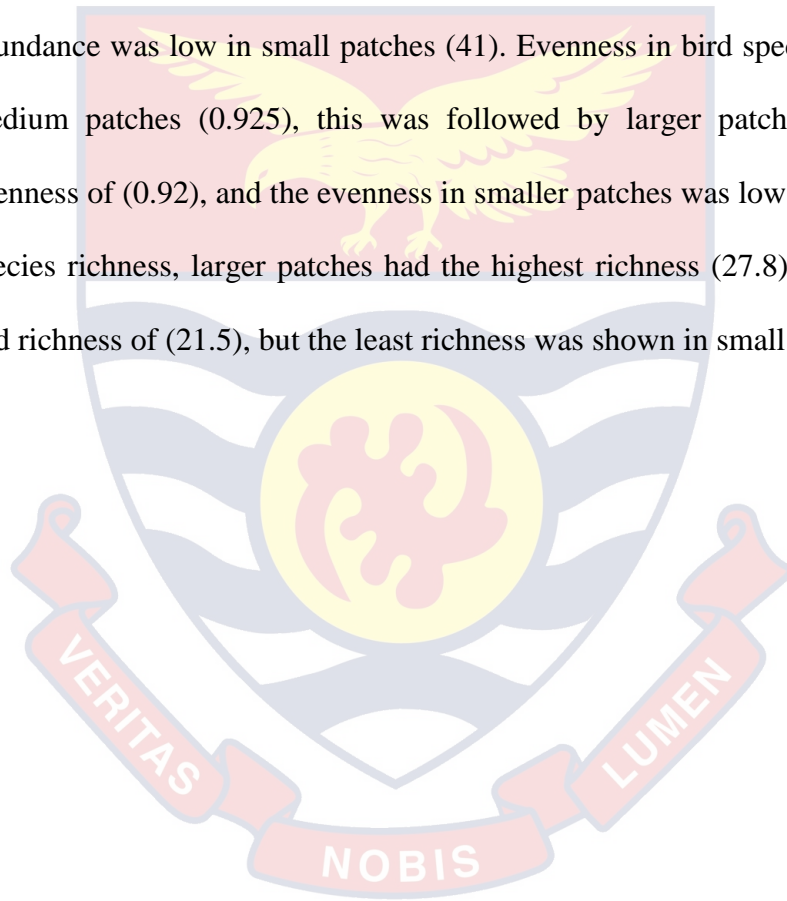 undance was low in small patches (41). Evenness in bird spec
edium patches (0.925), this was followed by larger patch
enness of (0.92), and the evenness in smaller patches was low
ecies richness, larger patches had the highest richness (27.8)
d richness of (21.5), but the least richness was shown in small
VERITAS
NOBIS
LUMEN